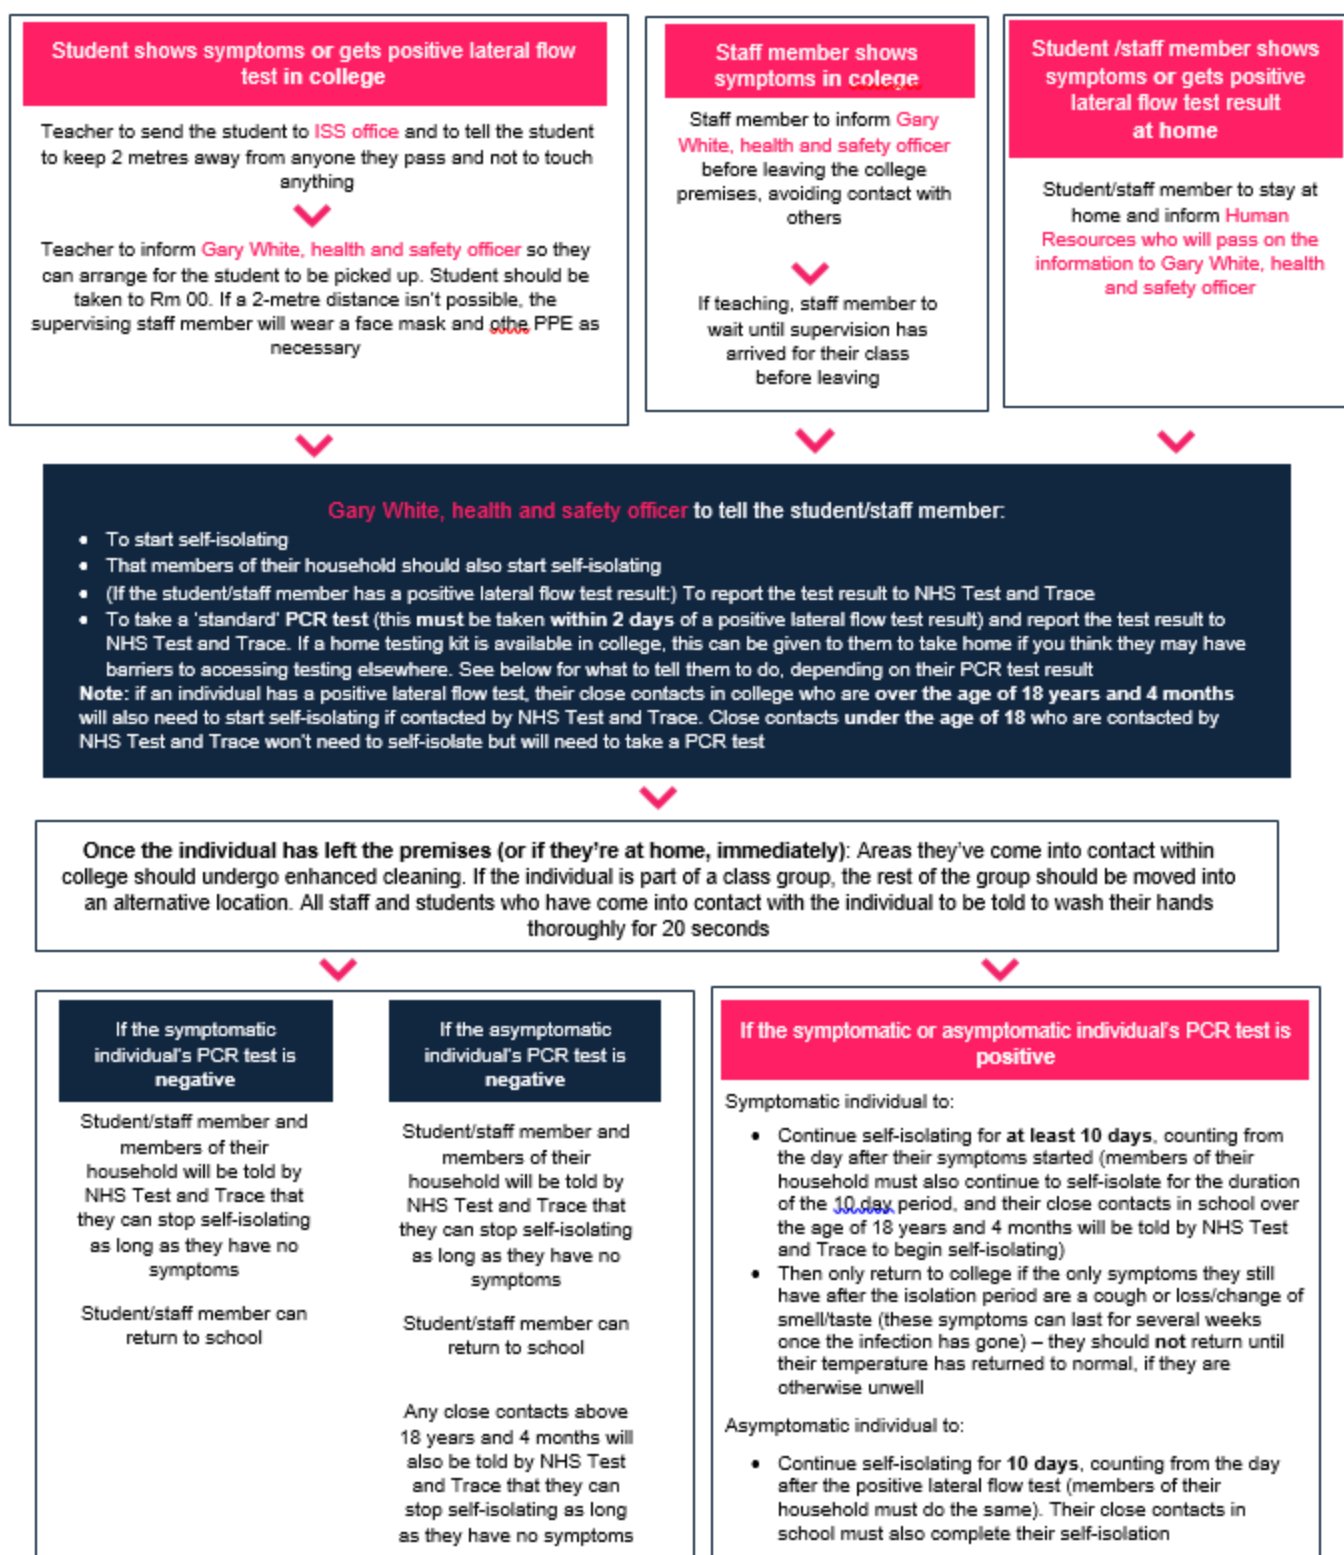 Student shows symptoms or gets positive lateral flow
test in college
Teacher to send the student to ISS office and to tell the student
to keep 2 metres away from anyone they pass and not to touch
anything
Teacher to inform Gary White, health and safety officer so they
can arrange for the student to be picked up. Student should be
taken to Rm 00. If a 2-metre distance isn't possible, the
supervising staff member will wear a face mask and othe PPE as
necessary
Staff member shows
symptoms in colege
Staff member to inform Gary
White, health and safety officer
before leaving the college
premises, avoiding contact with
others
If teaching, staff member to
wait until supervision has
arrived for their class
before leaving
Student /staff member shows
symptoms or gets positive
lateral flow test result
at home
Student/staff member to stay at
home and inform Human
Resources who will pass on the
information to Gary White, health
and safety officer
Gary White, health and safety officer to tell the student/staff member:
• To start self-isolating
• That members of their household should also start self-isolating
• (If the student/staff member has a positive lateral flow test result:) To report the test result to NHS Test and Trace
• To take a 'standard' PCR test (this must be taken within 2 days of a positive lateral flow test result) and report the test result to
NHS Test and Trace. If a home testing kit is available in college, this can be given to them to take home if you think they may have
barriers to accessing testing elsewhere. See below for what to tell them to do, depending on their PCR test result
Note: if an individual has a positive lateral flow test, their close contacts in college who are over the age of 18 years and 4 months
will also need to start self-isolating if contacted by NHS Test and Trace. Close contacts under the age of 18 who are contacted by
NHS Test and Trace won't need to self-isolate but will need to take a PCR test
Once the individual has left the premises (or if they're at home, immediately): Areas they've come into contact within
college should undergo enhanced cleaning. If the individual is part of a class group, the rest of the group should be moved into
an alternative location. All staff and students who have come into contact with the individual to be told to wash their hands
thoroughly for 20 seconds
If the symptomatic
individual's PCR test is
negative
Student/staff member and
members of their
household will be told by
NHS Test and Trace that
they can stop self-isolating
as long as they have no
symptoms
Student/staff member can
return to school
If the asymptomatic
individual's PCR test is
negative
Student/staff member and
members of their
household will be told by
NHS Test and Trace that
they can stop self-isolating
as long as they have no
symptoms
Student/staff member can
return to school
Any close contacts above
18 years and 4 months will
also be told by NHS Test
and Trace that they can
stop self-isolating as long
as they have no symptoms
If the symptomatic or asymptomatic individual's PCR test is
positive
Symptomatic individual to:
• Continue self-isolating for at least 10 days, counting from
the day after their symptoms started (members of their
household must also continue to self-isolate for the duration
of the 10 day period, and their close contacts in school over
the age of 18 years and 4 months will be told by NHS Test
and Trace to begin self-isolating)
• Then only return to college if the only symptoms they still
have after the isolation period are a cough or loss/change of
smell/taste (these symptoms can last for several weeks
once the infection has gone) – they should not return until
their temperature has returned to normal, if they are
otherwise unwell
Asymptomatic individual to:
• Continue self-isolating for 10 days, counting from the day
after the positive lateral flow test (members of their
household must do the same). Their close contacts in
school must also complete their self-isolation